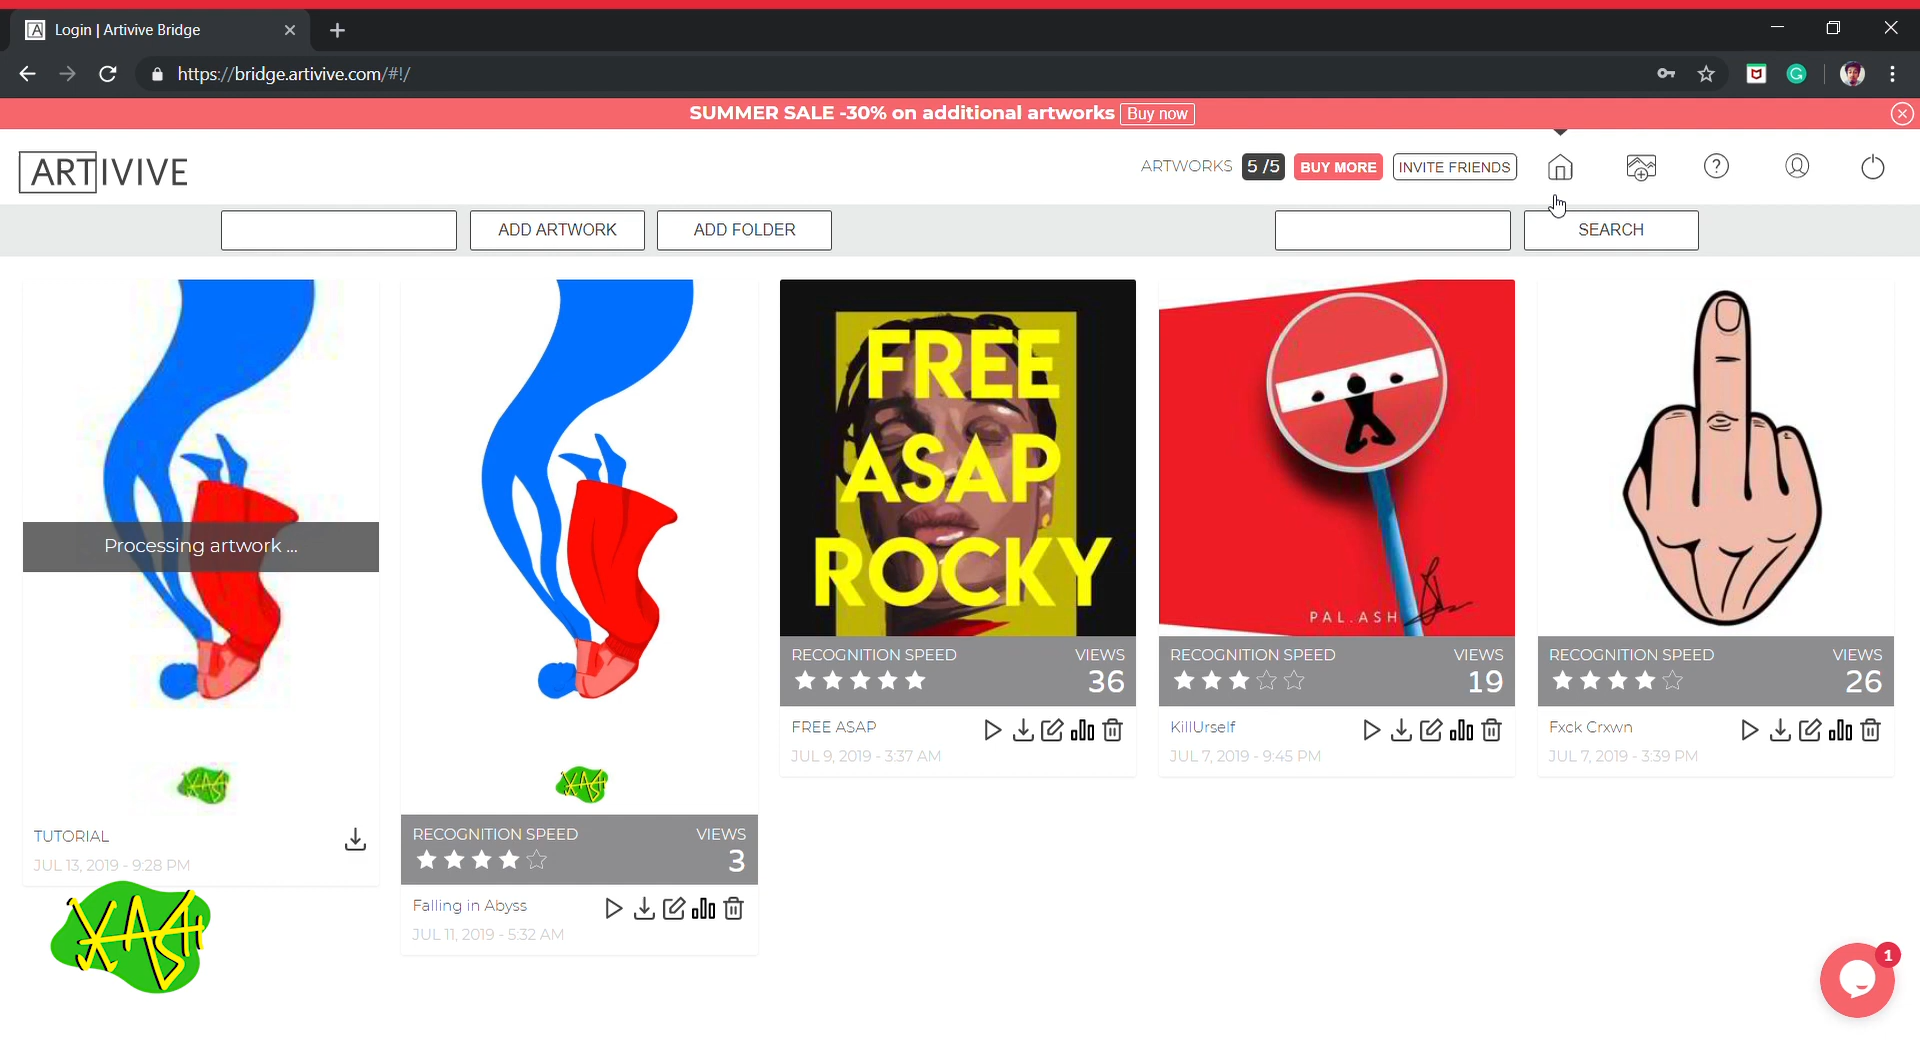 Login | Artivive Bridge
https://bridge.artivive.com/#!/
SUMMER SALE -30% on additional artworks Buy now
ARTIVIVE
ARTWORKS 5 /5 BUY MORE INVITE FRIENDS
ADD ARTWORK ADD FOLDER SEARCH
Processing artwork ...
TUTORIAL
JUL 13, 2019 - 9:28 PM
XASH
RECOGNITION SPEED VIEWS
3
Falling in Abyss
JUL 11, 2019 - 5:32 AM
FREE
ASAP
ROCKY
RECOGNITION SPEED VIEWS
36
FREE ASAP
JUL 9, 2019 - 3:37 AM
PAL.ASH
RECOGNITION SPEED VIEWS
19
KillUrself
JUL 7, 2019 - 9:45 PM
RECOGNITION SPEED VIEWS
26
Fxck Crxwn
JUL 7, 2019 - 3:39 PM
1